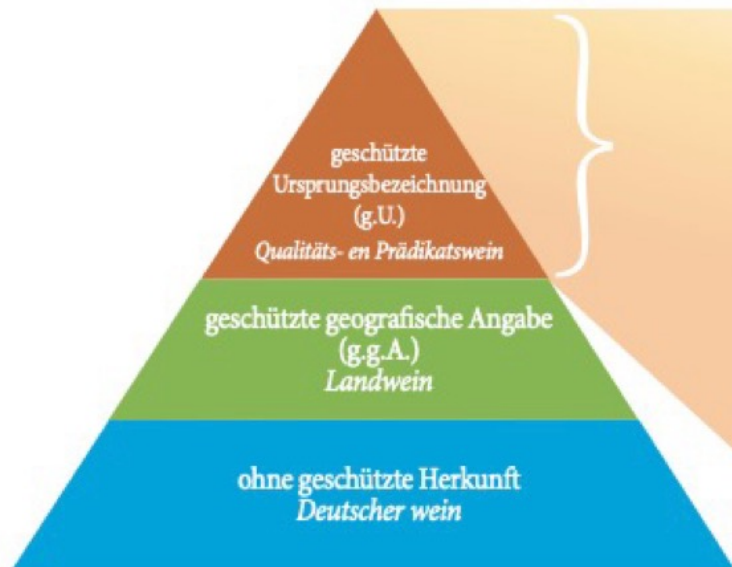 geschützte
Ursprungsbezeichnung
(g.U.)
Qualitäts- en Prädikatswein
geschützte geografische Angabe
(g.g.A.)
Landwein
ohne geschützte Herkunft
Deutscher wein